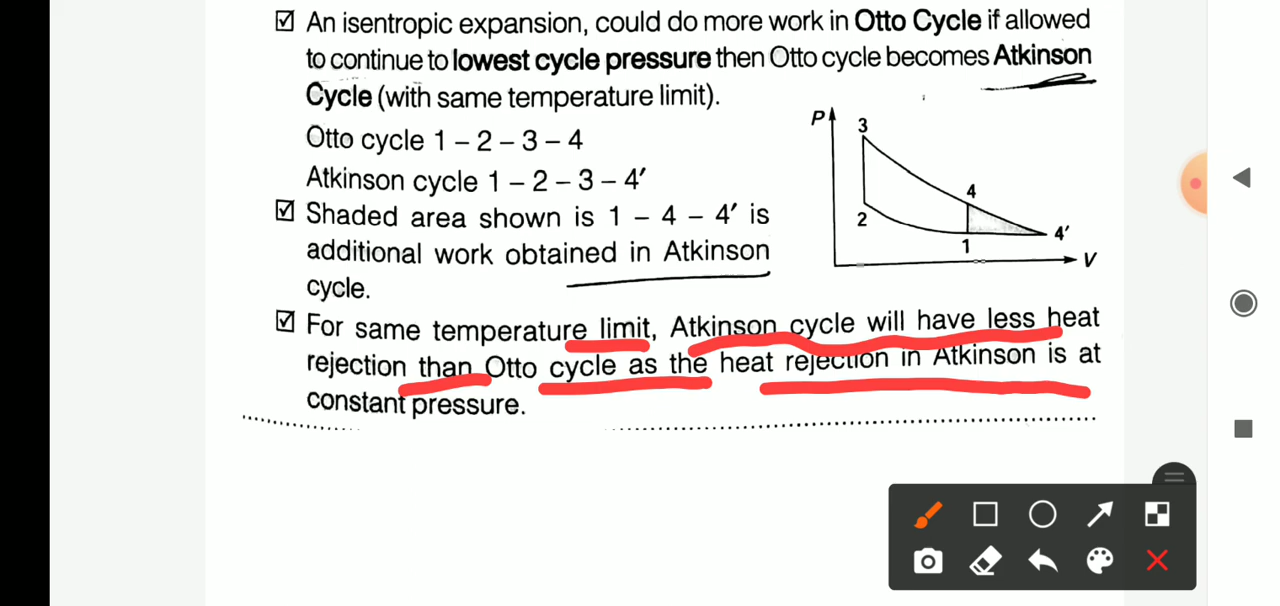 ☑ An isentropic expansion, could do more work in Otto Cycle if allowed
to continue to lowest cycle pressure then Otto cycle becomes Atkinson
Cycle (with same temperature limit).
Otto cycle 1 – 2 – 3 – 4
Atkinson cycle 1 – 2 – 3 – 4′
☑ Shaded area shown is 1 – 4 – 4′ is
additional work obtained in Atkinson
cycle.
P
3
4
2
1
4′
V
☑ For same temperature limit, Atkinson cycle will have less heat
rejection than Otto cycle as the heat rejection in Atkinson is at
constant pressure.